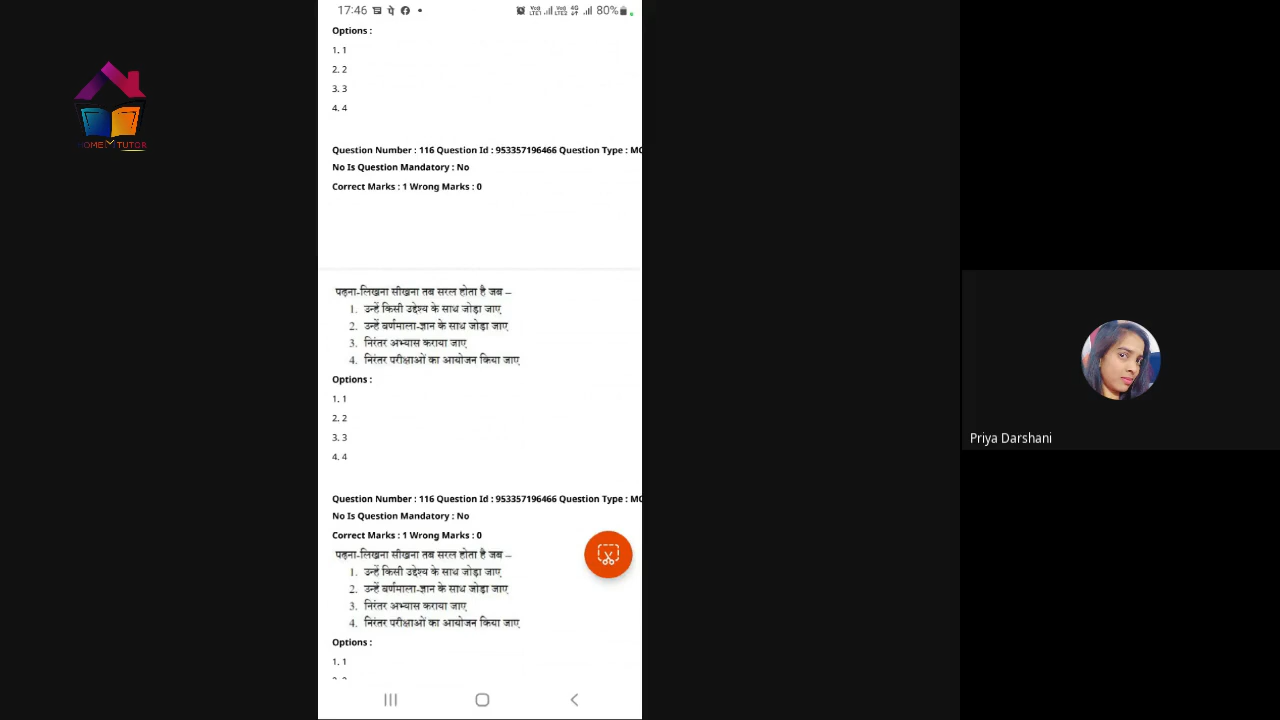 17:46
80%
Options :
1. 1
2. 2
3. 3
4. 4
Question Number : 116 Question Id : 953357196466 Question Type : MC
No Is Question Mandatory : No
Correct Marks : 1 Wrong Marks : 0
पढ़ना-लिखना सीखना तब सरल होता है जब –
1. उन्हें किसी उद्देश्य के साथ जोड़ा जाए
2. उन्हें वर्णमाला-ज्ञान के साथ जोड़ा जाए
3. निरंतर अभ्यास कराया जाए
4. निरंतर परीक्षाओं का आयोजन किया जाए
Options :
1. 1
2. 2
3. 3
4. 4
Question Number : 116 Question Id : 953357196466 Question Type : MC
No Is Question Mandatory : No
Correct Marks : 1 Wrong Marks : 0
पढ़ना-लिखना सीखना तब सरल होता है जब –
1. उन्हें किसी उद्देश्य के साथ जोड़ा जाए
2. उन्हें वर्णमाला-ज्ञान के साथ जोड़ा जाए
3. निरंतर अभ्यास कराया जाए
4. निरंतर परीक्षाओं का आयोजन किया जाए
Options :
1. 1
Priya Darshani
TUTOR